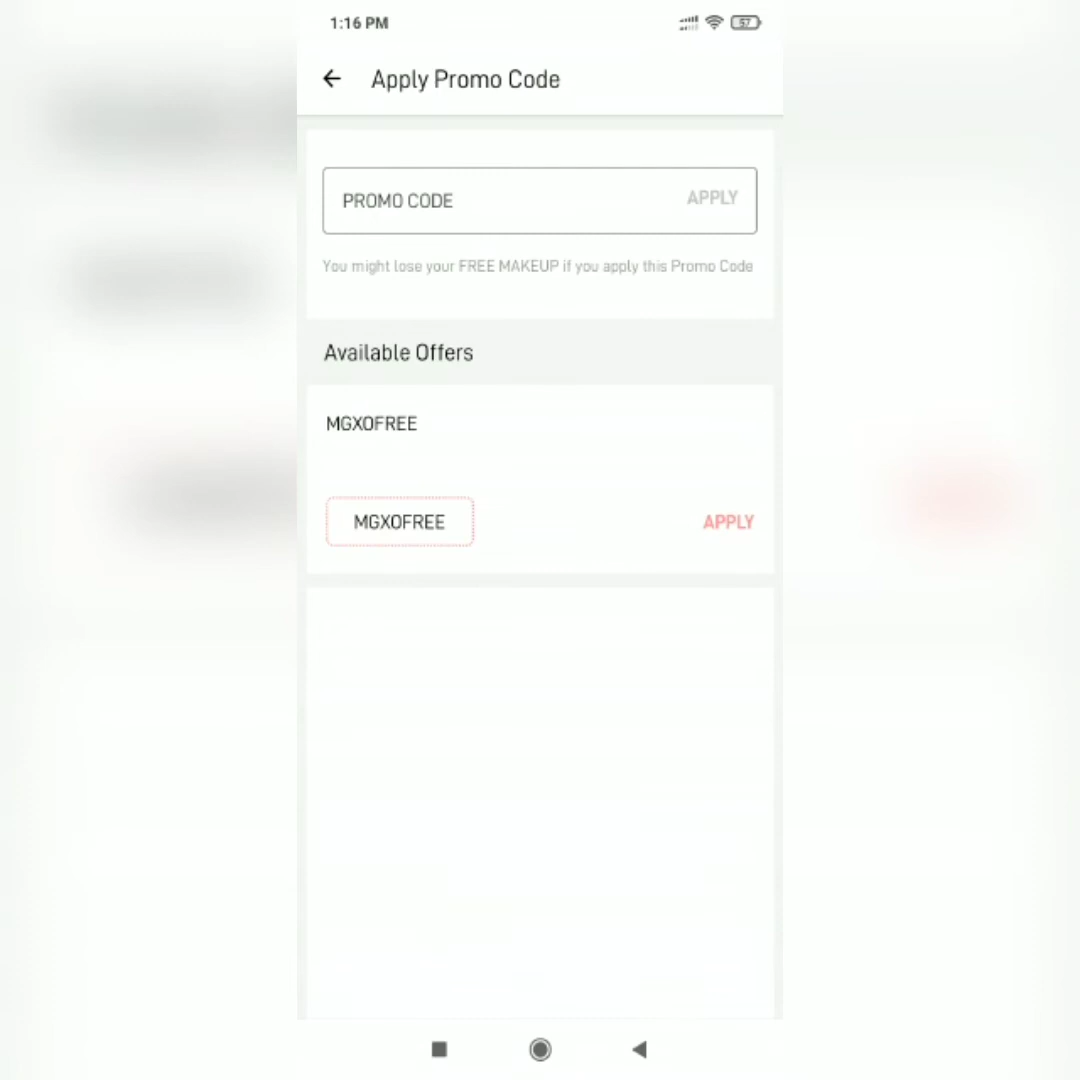 1:16 PM
57
Apply Promo Code
PROMO CODE
APPLY
You might lose your FREE MAKEUP if you apply this Promo Code
Available Offers
MGXOFREE
MGXOFREE
APPLY